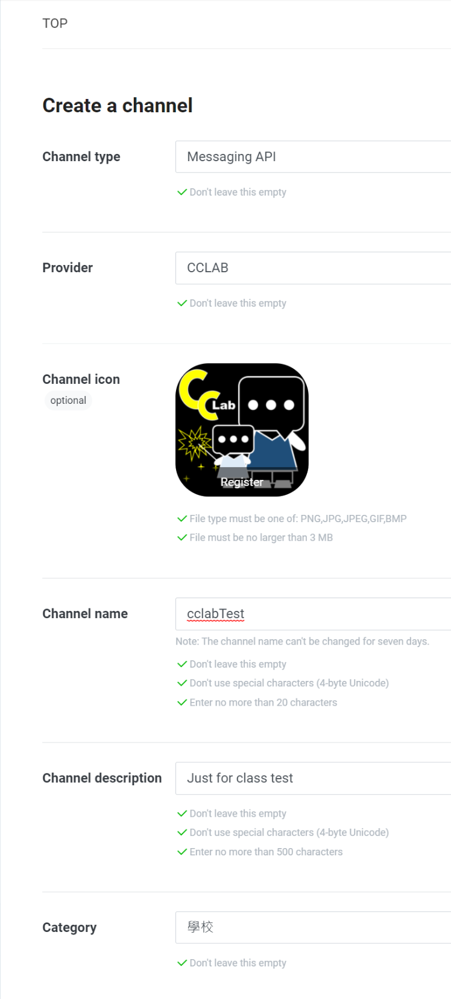 TOP
Create a channel
Channel type
Messaging API
Don't leave this empty
Provider
CCLAB
Don't leave this empty
Channel icon
optional
CC Lab
Register
File type must be one of: PNG,JPG,JPEG,GIF,BMP
File must be no larger than 3 MB
Channel name
cclabTest
Note: The channel name can't be changed for seven days.
Don't leave this empty
Don't use special characters (4-byte Unicode)
Enter no more than 20 characters
Channel description
Just for class test
Don't leave this empty
Don't use special characters (4-byte Unicode)
Enter no more than 500 characters
Category
學校
Don't leave this empty